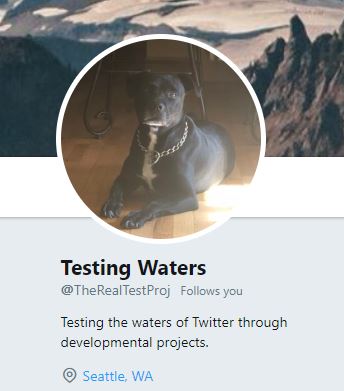 Testing Waters
@TheRealTestProj Follows you
Testing the waters of Twitter through
developmental projects.
Seattle, WA